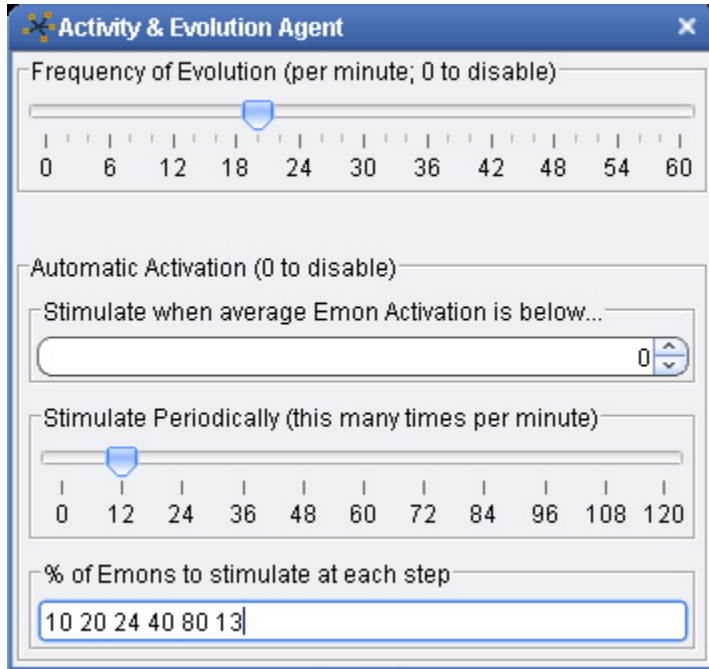 Activity & Evolution Agent
Frequency of Evolution (per minute; 0 to disable)
0 6 12 18 24 30 36 42 48 54 60
Automatic Activation (0 to disable)
Stimulate when average Emon Activation is below...
0
Stimulate Periodically (this many times per minute)
0 12 24 36 48 60 72 84 96 108 120
% of Emons to stimulate at each step
10 20 24 40 80 13